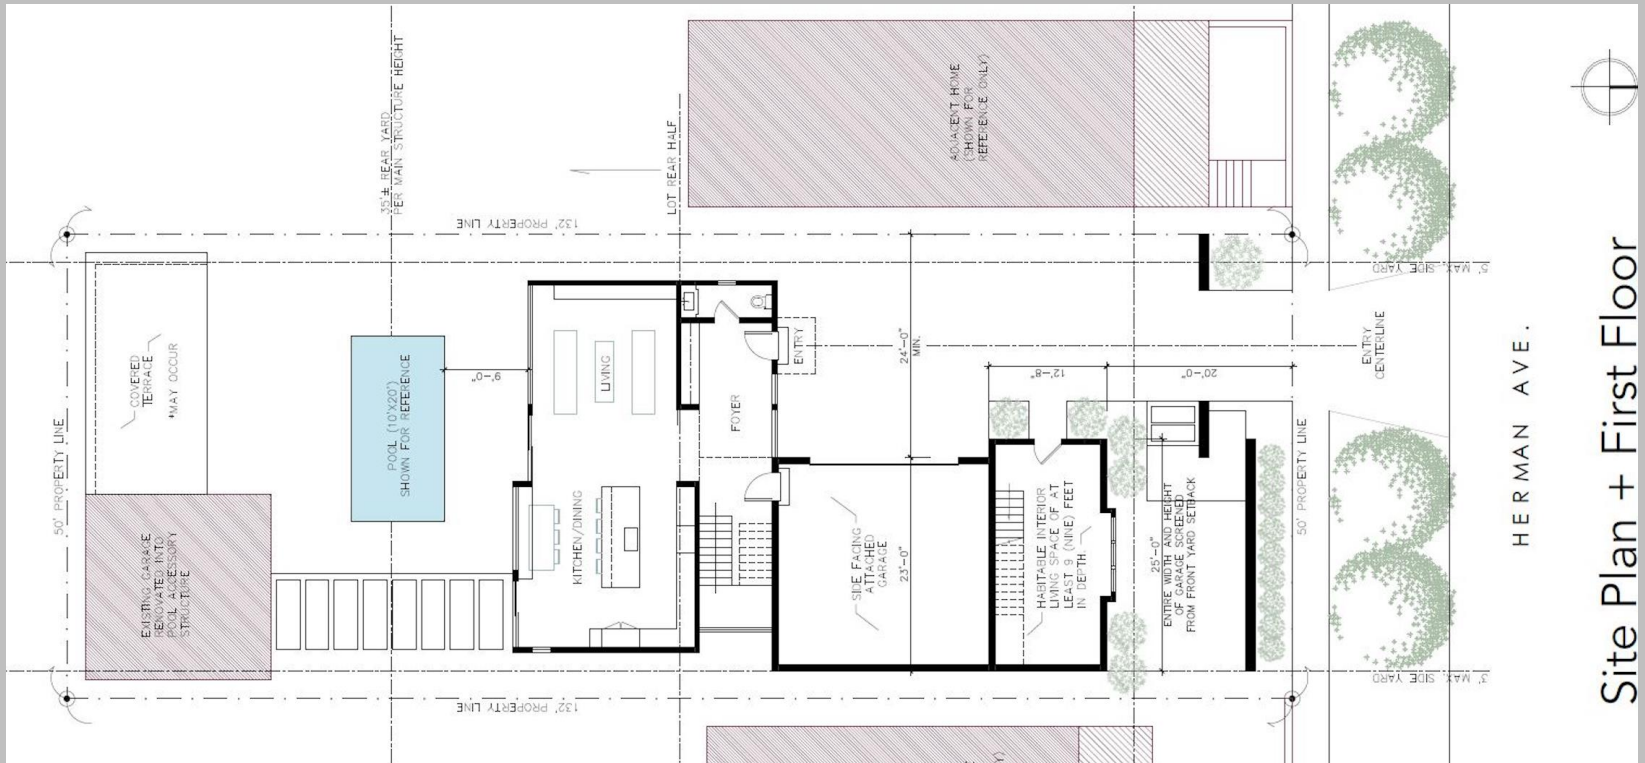 35'± REAR YARD
PER MAIN STRUCTURE HEIGHT
LOT REAR HALF
ADJACENT HOME
(SHOWN FOR
REFERENCE ONLY)
132' PROPERTY LINE
5' MAX. SIDE YARD
COVERED
TERRACE
*MAY OCCUR
50' PROPERTY LINE
POOL (10'X20')
SHOWN FOR REFERENCE
9'-0"
LIVING
FOYER
ENTRY
24'-0"
MIN.
12'-8"
20'-0"
ENTRY
CENTERLINE
HERMAN AVE.
Site Plan + First Floor
EXISTING GARAGE
RENOVATED INTO
POOL ACCESSORY
STRUCTURE
KITCHEN/DINING
SIDE FACING
ATTACHED
GARAGE
23'-0"
HABITABLE INTERIOR
LIVING SPACE OF AT
LEAST 9 (NINE) FEET
IN DEPTH
25'-0"
ENTIRE WIDTH AND HEIGHT
OF GARAGE SCREENED
FROM FRONT YARD SETBACK
50' PROPERTY LINE
3' MAX. SIDE YARD
132' PROPERTY LINE